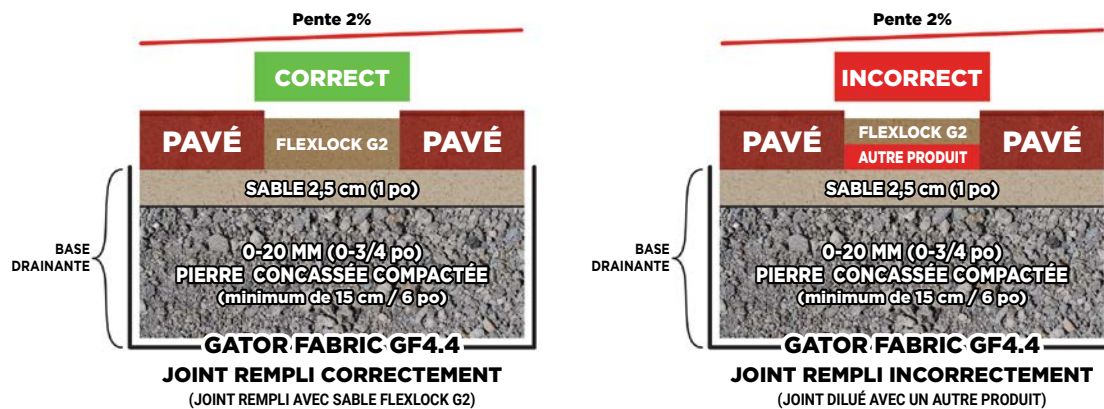 Pente 2%
CORRECT
PAVÉ
FLEXLOCK G2
PAVÉ
SABLE 2,5 cm (1 po)
BASE
DRAINANTE
0-20 MM (0-3/4 po)
PIERRE CONCASSÉE COMPACTÉE
(minimum de 15 cm / 6 po)
GATOR FABRIC GF4.4
JOINT REMPLI CORRECTEMENT
(JOINT REMPLI AVEC SABLE FLEXLOCK G2)
Pente 2%
INCORRECT
PAVÉ
FLEXLOCK G2
AUTRE PRODUIT
PAVÉ
SABLE 2,5 cm (1 po)
BASE
DRAINANTE
0-20 MM (0-3/4 po)
PIERRE CONCASSÉE COMPACTÉE
(minimum de 15 cm / 6 po)
GATOR FABRIC GF4.4
JOINT REMPLI INCORRECTEMENT
(JOINT DILUÉ AVEC UN AUTRE PRODUIT)